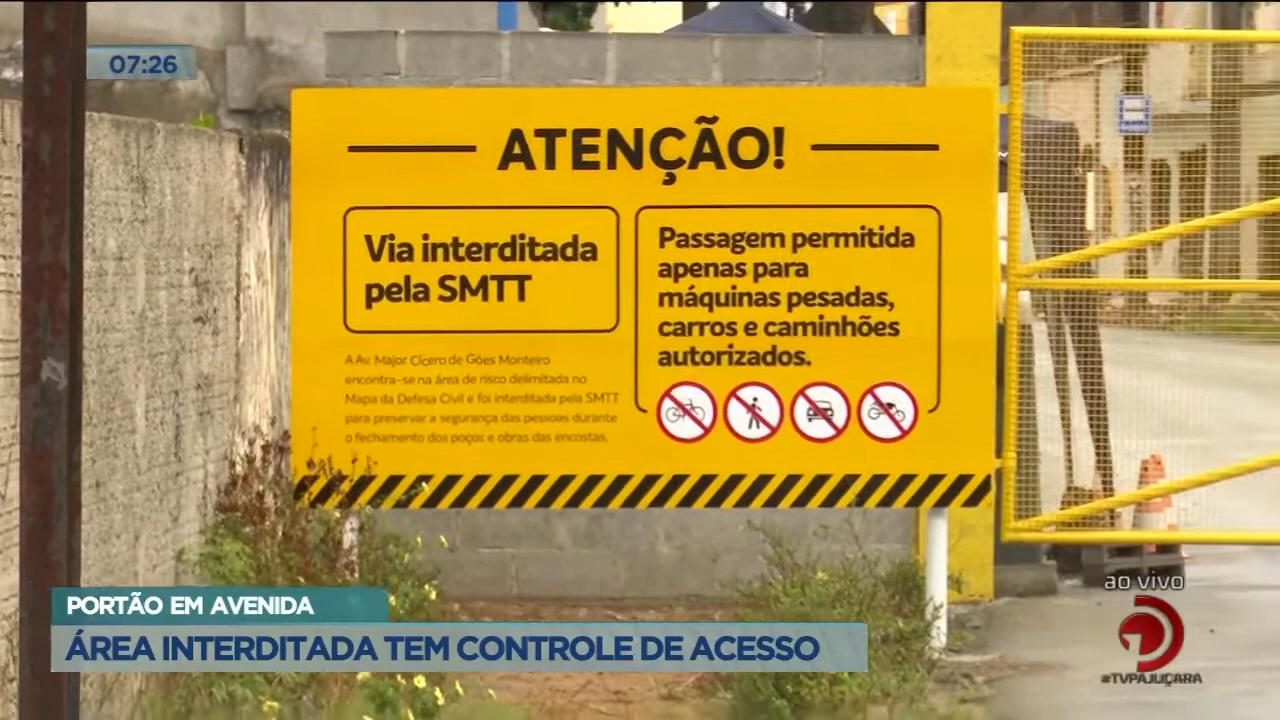 07:26
ATENÇÃO!
Via interditada
pela SMTT
A Av. Major Cícero de Góes Monteiro
encontra-se na área de risco delimitada no
Mapa da Defesa Civil e foi interditada pela SMTT
para preservar a segurança das pessoas durante
o fechamento dos poços e obras das encostas.
Passagem permitida
apenas para
máquinas pesadas,
carros e caminhões
autorizados.
PORTÃO EM AVENIDA
ÁREA INTERDITADA TEM CONTROLE DE ACESSO
ao vivo
#TVPAJUÇARA